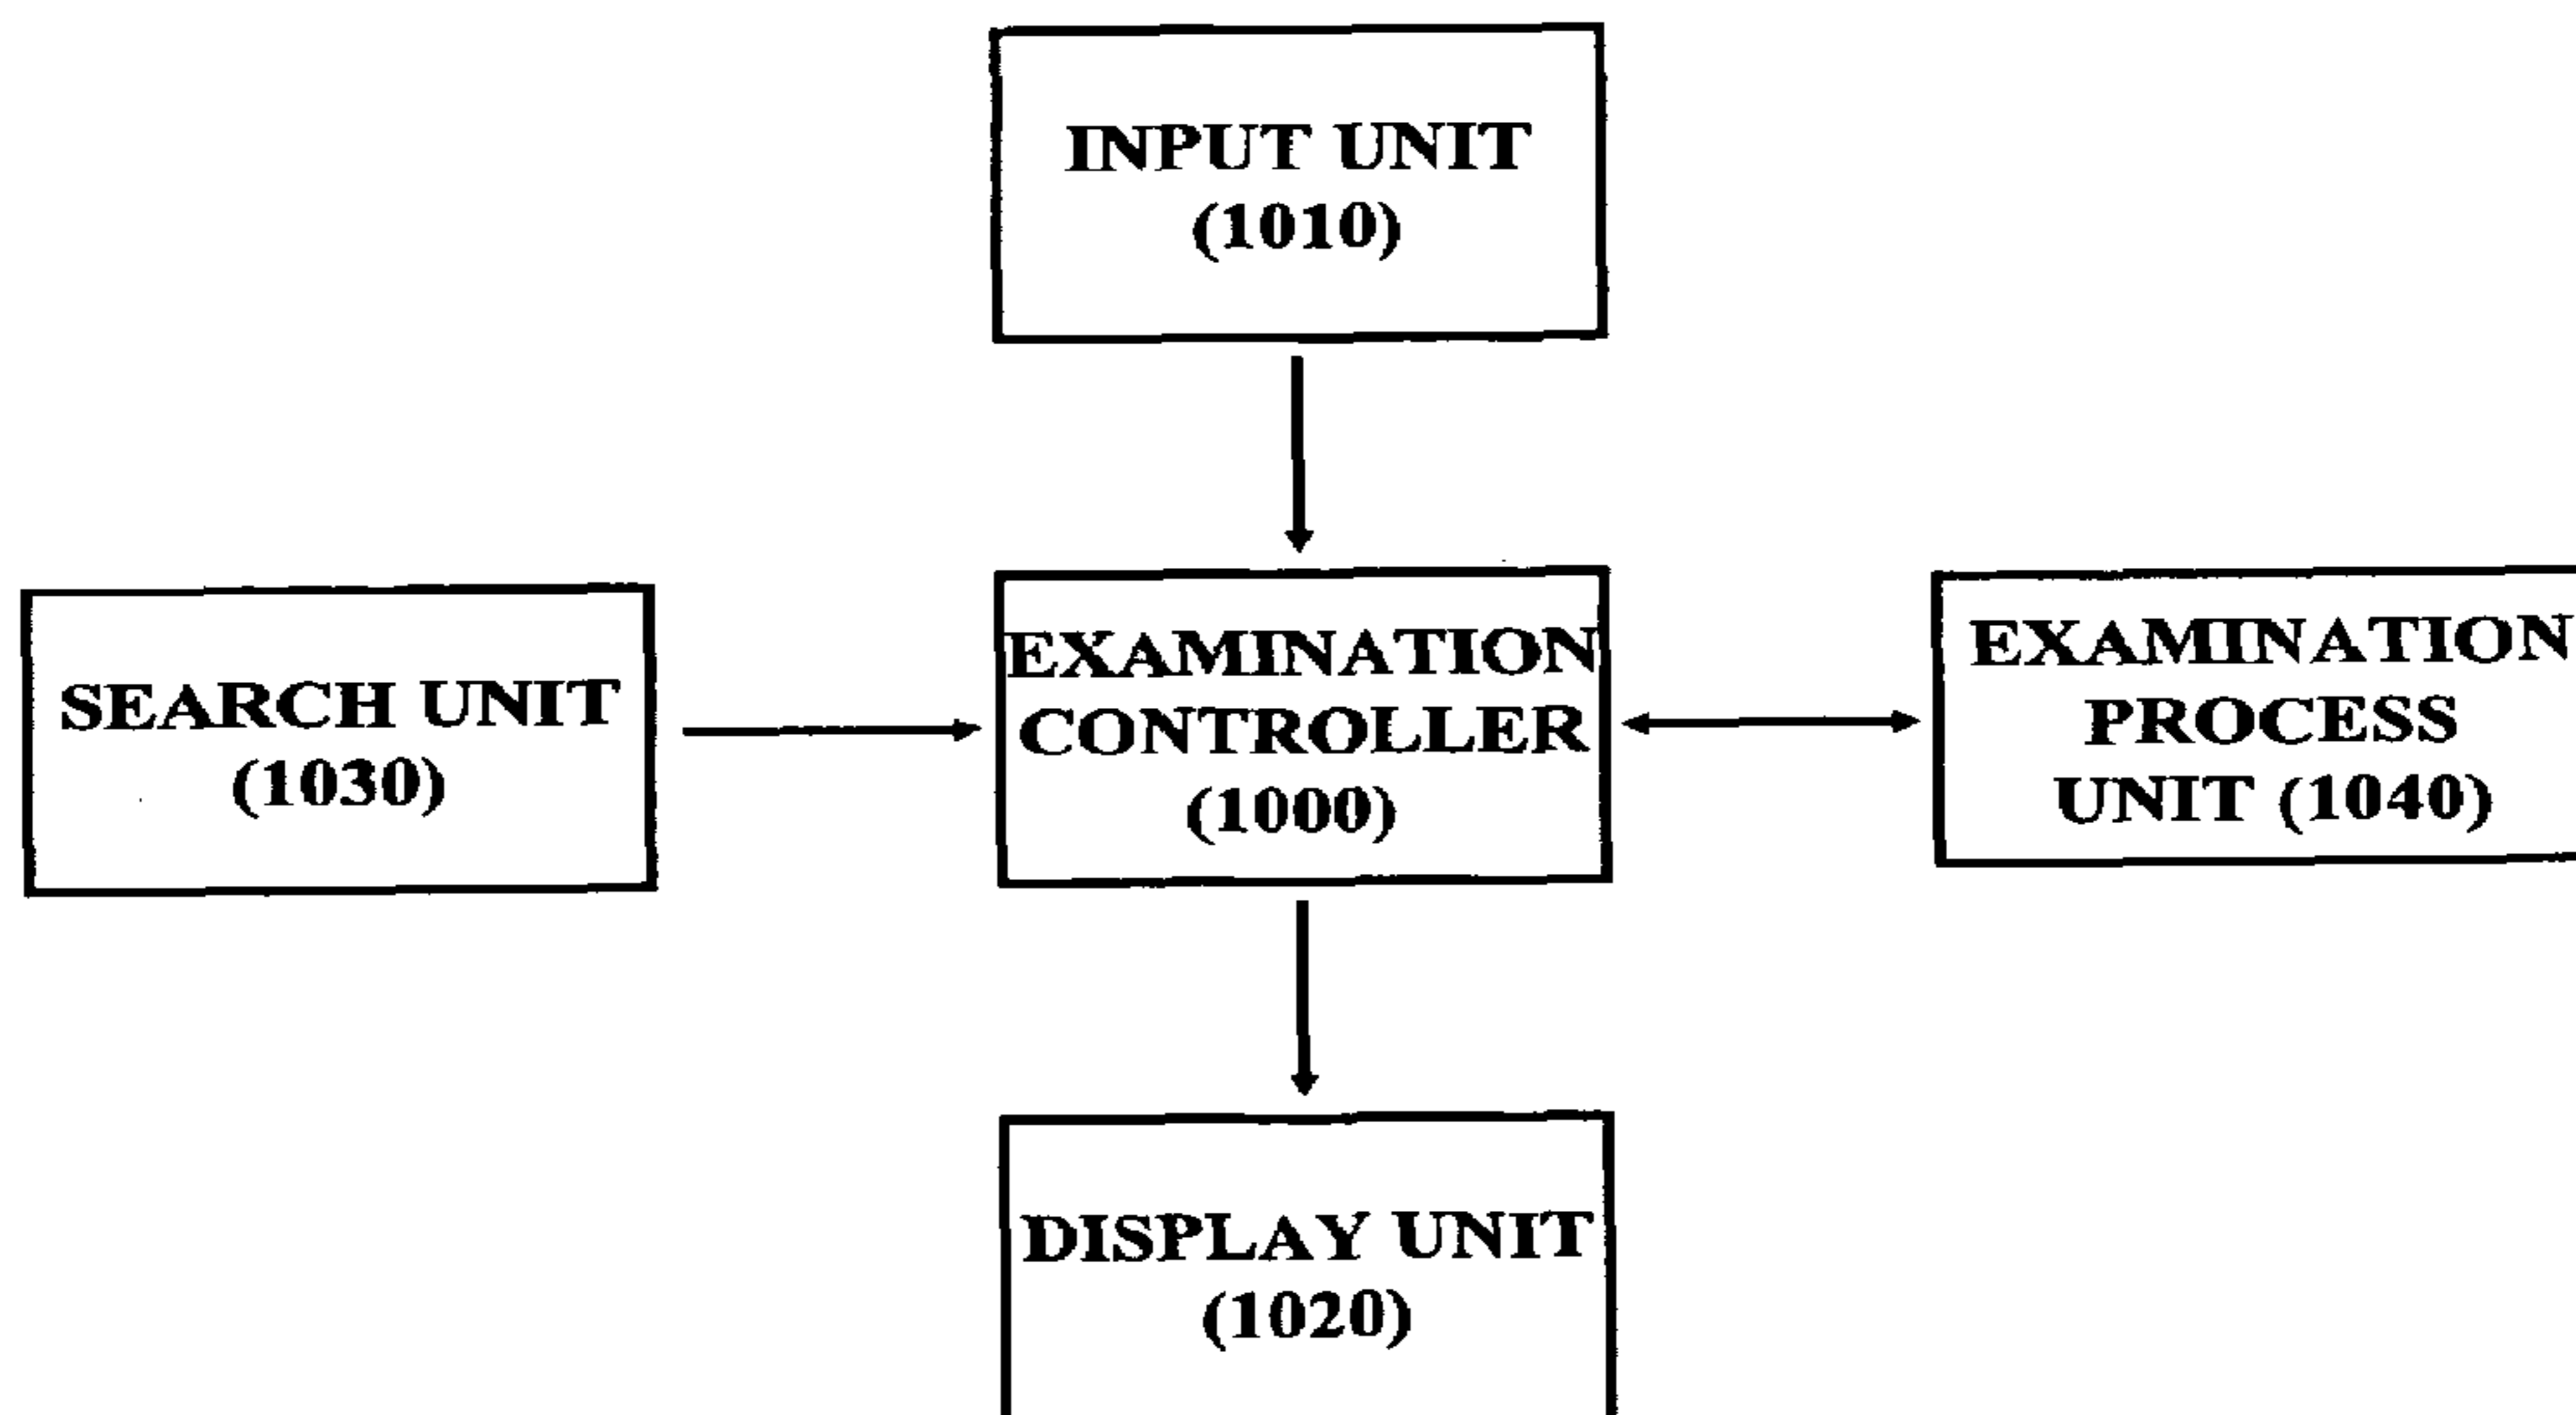 INPUT UNIT
(1010)
SEARCH UNIT
(1030)
EXAMINATION
CONTROLLER
(1000)
EXAMINATION
PROCESS
UNIT (1040)
DISPLAY UNIT
(1020)